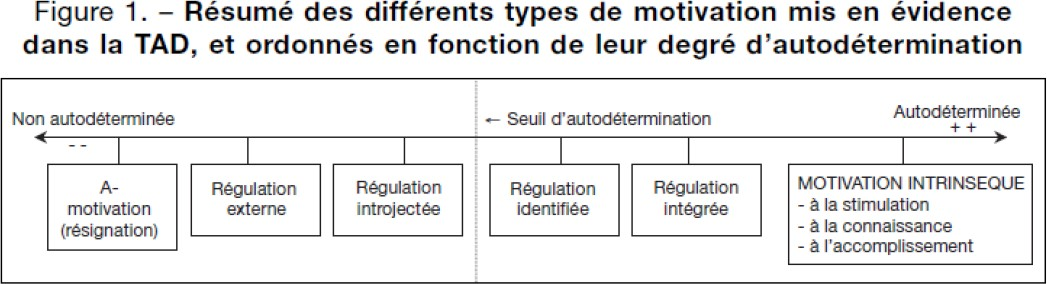 Figure 1. – Résumé des différents types de motivation mis en évidence
dans la TAD, et ordonnés en fonction de leur degré d’autodétermination
Non autodéterminée
- -
← Seuil d’autodétermination
Autodéterminée
+ +
A-
motivation
(résignation)
Régulation
externe
Régulation
introjectée
Régulation
identifiée
Régulation
intégrée
MOTIVATION INTRINSEQUE
- à la stimulation
- à la connaissance
- à l’accomplissement